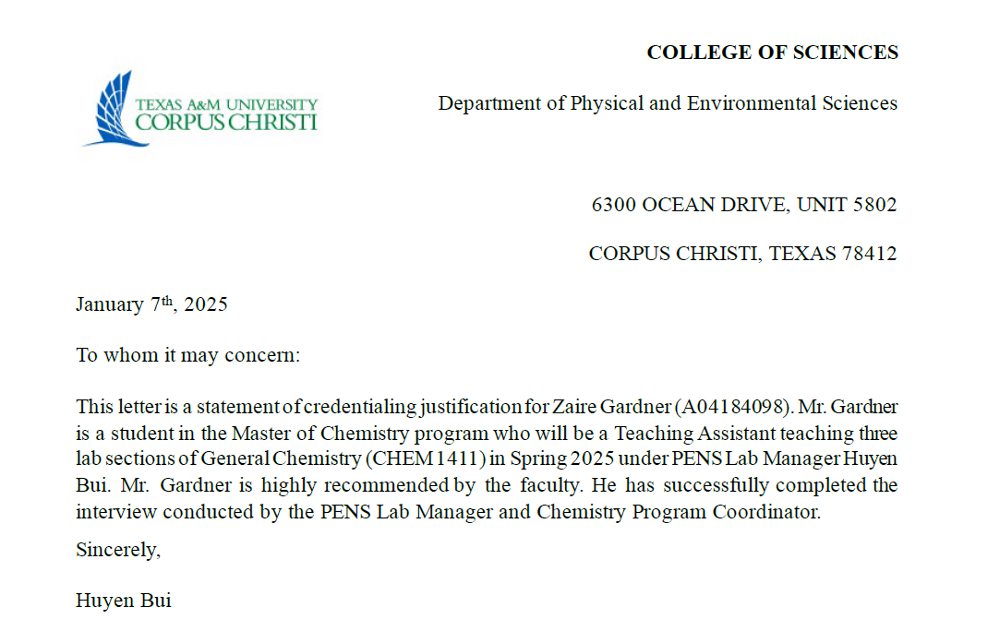 COLLEGE OF SCIENCES
TEXAS A&M UNIVERSITY
CORPUS CHRISTI
Department of Physical and Environmental Sciences
6300 OCEAN DRIVE, UNIT 5802
CORPUS CHRISTI, TEXAS 78412
January 7th, 2025
To whom it may concern:
This letter is a statement of credentialing justification for Zaire Gardner (A04184098). Mr. Gardner
is a student in the Master of Chemistry program who will be a Teaching Assistant teaching three
lab sections of General Chemistry (CHEM 1411) in Spring 2025 under PENS Lab Manager Huyen
Bui. Mr. Gardner is highly recommended by the faculty. He has successfully completed the
interview conducted by the PENS Lab Manager and Chemistry Program Coordinator.
Sincerely,
Huyen Bui